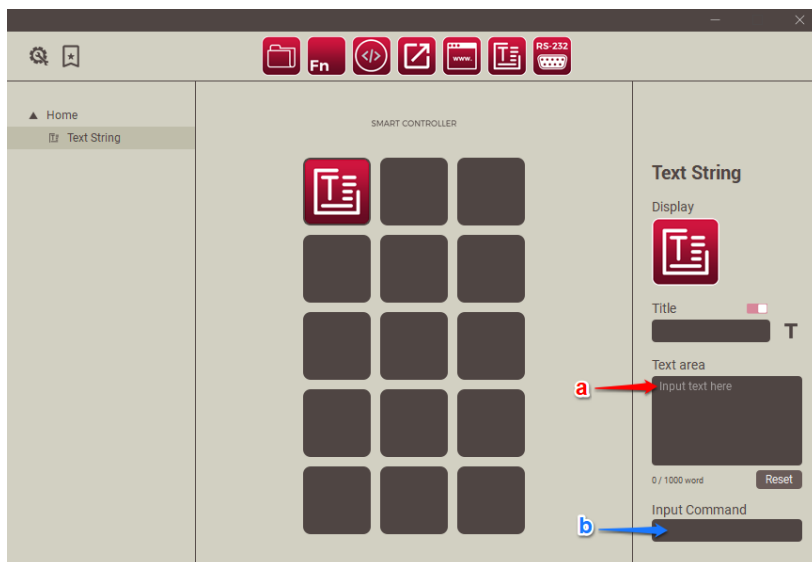 Fn
www.
RS-232
Home
Text String
SMART CONTROLLER
Text String
Display
Title
T
Text area
a
Input text here
0 / 1000 word
Reset
Input Command
b